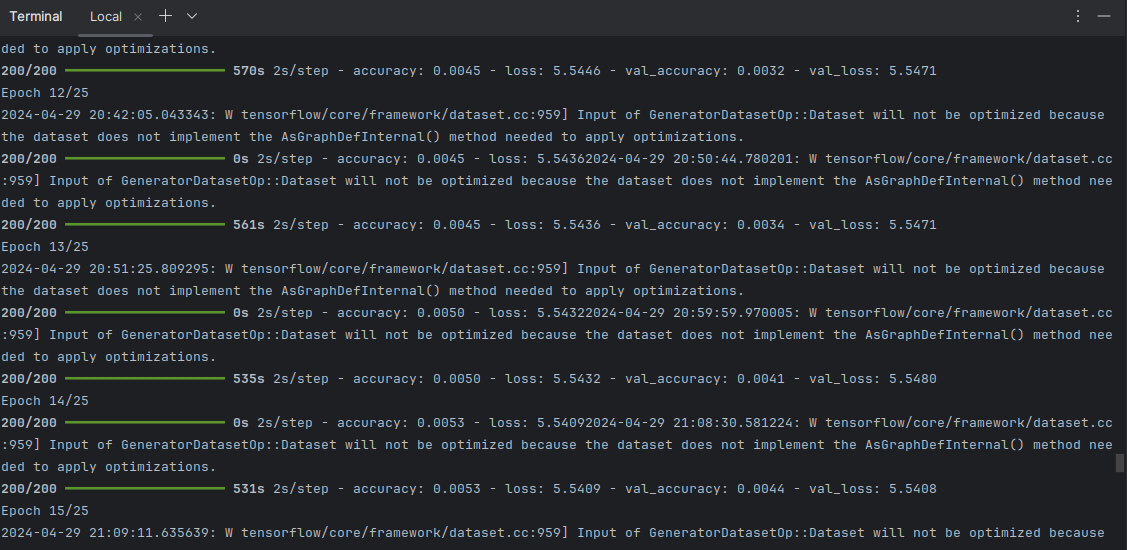 Terminal Local × + ⌄ ⋮ —
ded to apply optimizations.
200/200 ━━━━━━━━━━━━━━━━━━━━ 570s 2s/step - accuracy: 0.0045 - loss: 5.5446 - val_accuracy: 0.0032 - val_loss: 5.5471
Epoch 12/25
2024-04-29 20:42:05.043343: W tensorflow/core/framework/dataset.cc:959] Input of GeneratorDatasetOp::Dataset will not be optimized because
the dataset does not implement the AsGraphDefInternal() method needed to apply optimizations.
200/200 ━━━━━━━━━━━━━━━━━━━━ 0s 2s/step - accuracy: 0.0045 - loss: 5.54362024-04-29 20:50:44.780201: W tensorflow/core/framework/dataset.cc
:959] Input of GeneratorDatasetOp::Dataset will not be optimized because the dataset does not implement the AsGraphDefInternal() method nee
ded to apply optimizations.
200/200 ━━━━━━━━━━━━━━━━━━━━ 561s 2s/step - accuracy: 0.0045 - loss: 5.5436 - val_accuracy: 0.0034 - val_loss: 5.5471
Epoch 13/25
2024-04-29 20:51:25.809295: W tensorflow/core/framework/dataset.cc:959] Input of GeneratorDatasetOp::Dataset will not be optimized because
the dataset does not implement the AsGraphDefInternal() method needed to apply optimizations.
200/200 ━━━━━━━━━━━━━━━━━━━━ 0s 2s/step - accuracy: 0.0050 - loss: 5.54322024-04-29 20:59:59.970005: W tensorflow/core/framework/dataset.cc
:959] Input of GeneratorDatasetOp::Dataset will not be optimized because the dataset does not implement the AsGraphDefInternal() method nee
ded to apply optimizations.
200/200 ━━━━━━━━━━━━━━━━━━━━ 535s 2s/step - accuracy: 0.0050 - loss: 5.5432 - val_accuracy: 0.0041 - val_loss: 5.5480
Epoch 14/25
200/200 ━━━━━━━━━━━━━━━━━━━━ 0s 2s/step - accuracy: 0.0053 - loss: 5.54092024-04-29 21:08:30.581224: W tensorflow/core/framework/dataset.cc
:959] Input of GeneratorDatasetOp::Dataset will not be optimized because the dataset does not implement the AsGraphDefInternal() method nee
ded to apply optimizations.
200/200 ━━━━━━━━━━━━━━━━━━━━ 531s 2s/step - accuracy: 0.0053 - loss: 5.5409 - val_accuracy: 0.0044 - val_loss: 5.5408
Epoch 15/25
2024-04-29 21:09:11.635639: W tensorflow/core/framework/dataset.cc:959] Input of GeneratorDatasetOp::Dataset will not be optimized because